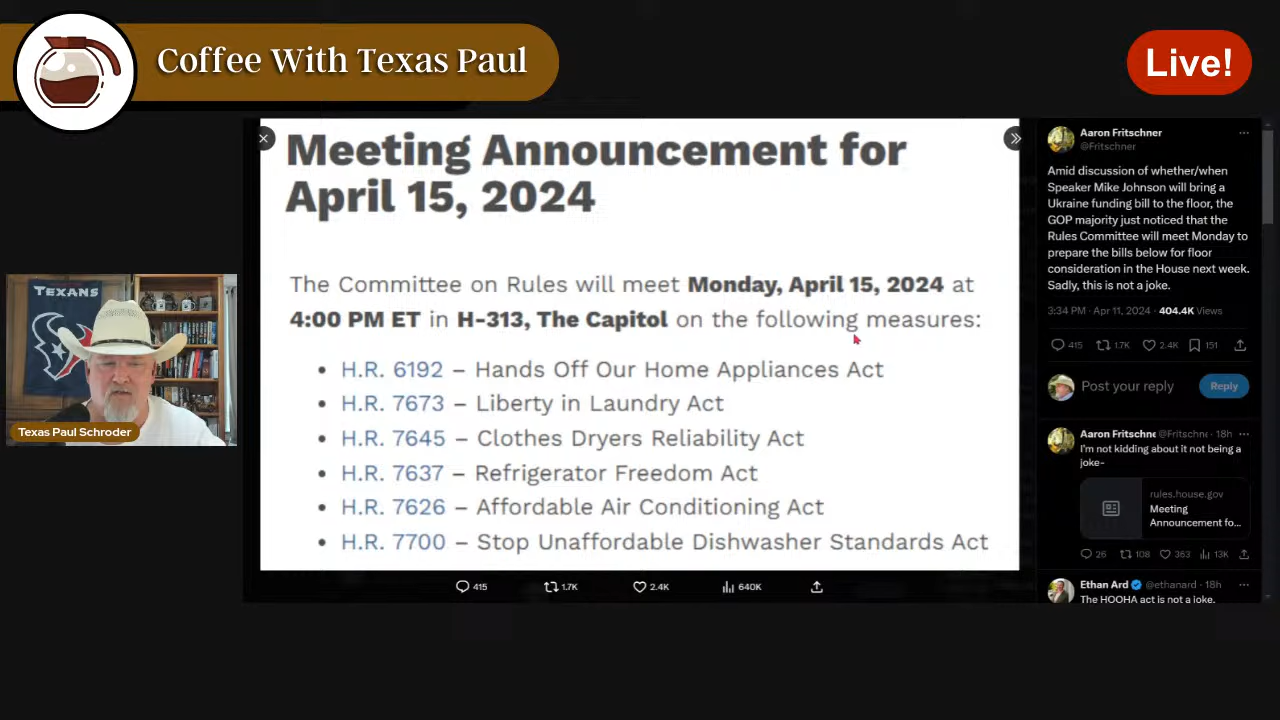 Coffee With Texas Paul
Live!
Meeting Announcement for
April 15, 2024
The Committee on Rules will meet Monday, April 15, 2024 at
4:00 PM ET in H-313, The Capitol on the following measures:
• H.R. 6192 – Hands Off Our Home Appliances Act
• H.R. 7673 – Liberty in Laundry Act
• H.R. 7645 – Clothes Dryers Reliability Act
• H.R. 7637 – Refrigerator Freedom Act
• H.R. 7626 – Affordable Air Conditioning Act
• H.R. 7700 – Stop Unaffordable Dishwasher Standards Act
415 1.7K 2.4K 640K
TEXANS
Texas Paul Schroder
Aaron Fritschner
@Fritschner
Amid discussion of whether/when
Speaker Mike Johnson will bring a
Ukraine funding bill to the floor, the
GOP majority just noticed that the
Rules Committee will meet Monday to
prepare the bills below for floor
consideration in the House next week.
Sadly, this is not a joke.
3:34 PM · Apr 11, 2024 · 404.4K Views
415 1.7K 2.4K 151
Post your reply
Reply
Aaron Fritschne @Fritschn · 18h
I'm not kidding about it not being a
joke-
rules.house.gov
Meeting
Announcement fo...
26 108 363 13K
Ethan Ard @ethanard · 18h
The HOOHA act is not a joke.